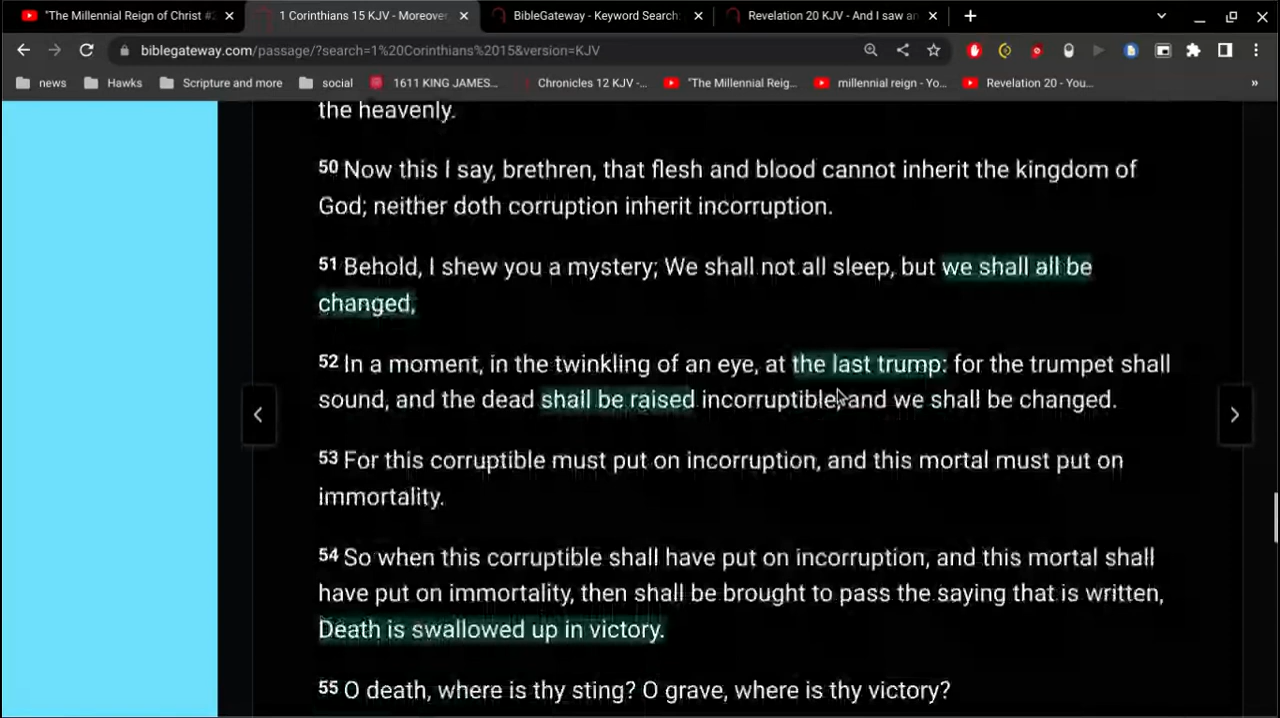 "The Millennial Reign of Christ #
1 Corinthians 15 KJV - Moreover
BibleGateway - Keyword Search:
Revelation 20 KJV - And I saw an
biblegateway.com/passage/?search=1%20Corinthians%2015&version=KJV
news
Hawks
Scripture and more
social
1611 KING JAMES...
Chronicles 12 KJV -...
"The Millennial Reig...
millennial reign - Yo...
Revelation 20 - You...
»
the heavenly.
50 Now this I say, brethren, that flesh and blood cannot inherit the kingdom of
God; neither doth corruption inherit incorruption.
51 Behold, I shew you a mystery; We shall not all sleep, but we shall all be
changed,
52 In a moment, in the twinkling of an eye, at the last trump: for the trumpet shall
sound, and the dead shall be raised incorruptible, and we shall be changed.
53 For this corruptible must put on incorruption, and this mortal must put on
immortality.
54 So when this corruptible shall have put on incorruption, and this mortal shall
have put on immortality, then shall be brought to pass the saying that is written,
Death is swallowed up in victory.
55 O death, where is thy sting? O grave, where is thy victory?